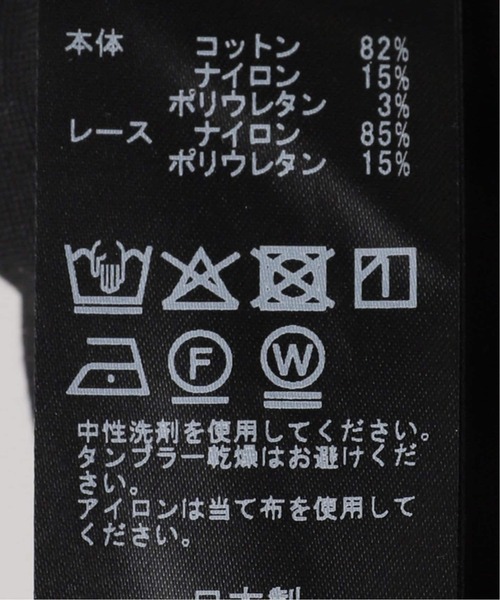 本体 コットン 82%
ナイロン 15%
ポリウレタン 3%
レース ナイロン 85%
ポリウレタン 15%
F W
中性洗剤を使用してください。
タンブラー乾燥はお避けくだ
さい。
アイロンは当て布を使用して
ください。
日本製